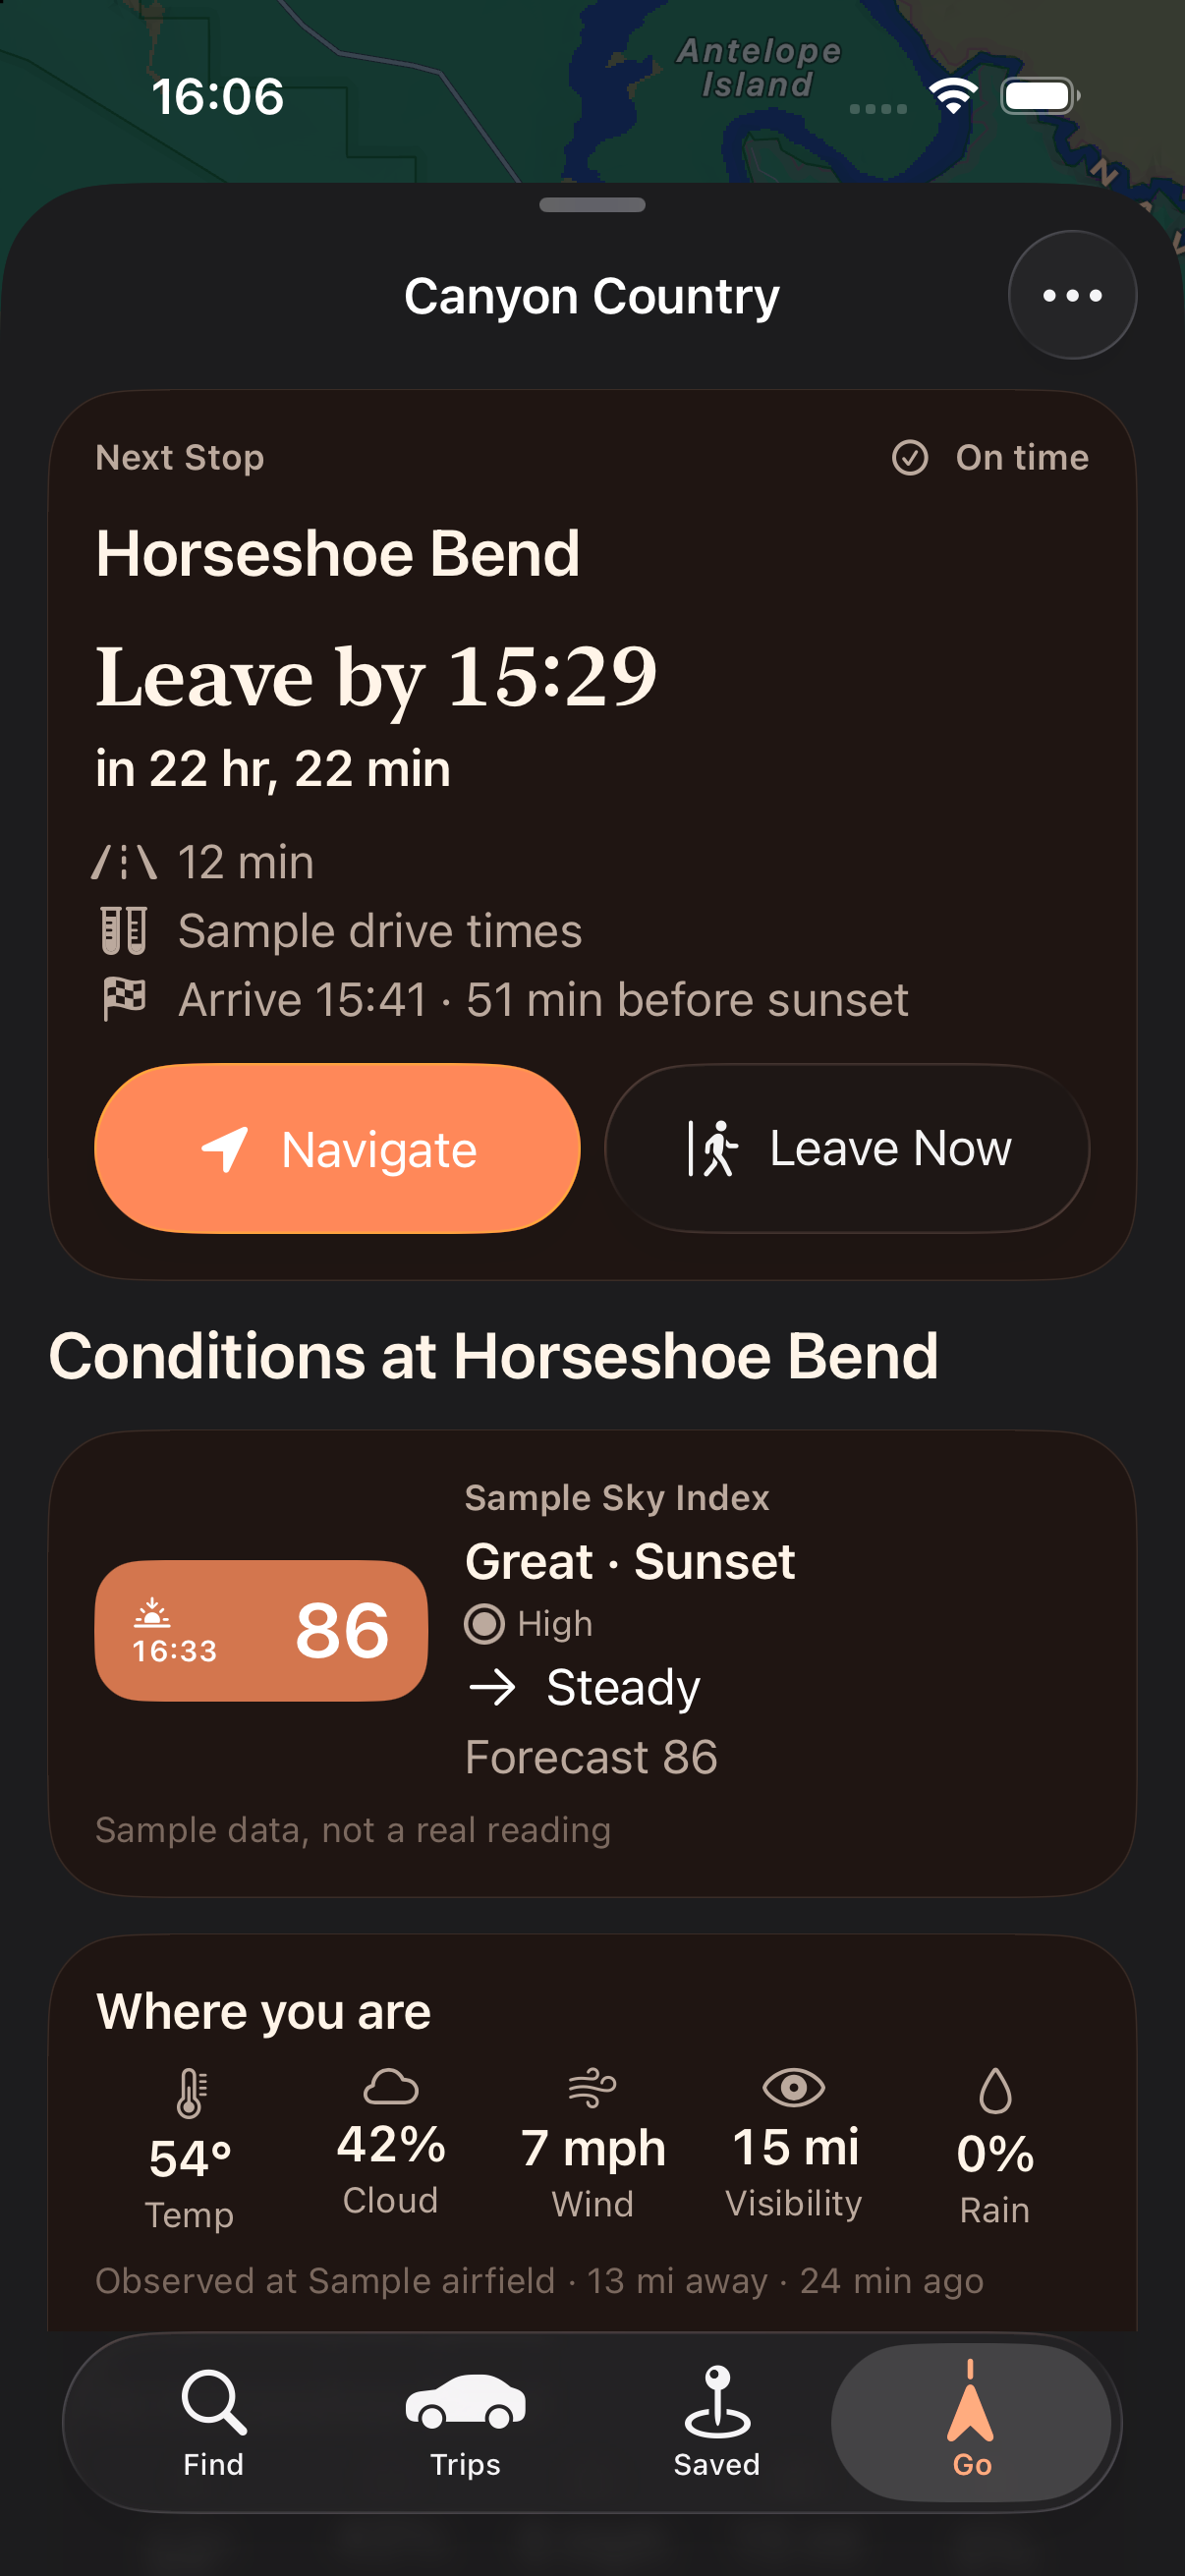 Antelope
Island
16:06
N
Canyon Country
Next Stop
On time
Horseshoe Bend
Leave by 15:29
in 22 hr, 22 min
12 min
Sample drive times
Arrive 15:41 · 51 min before sunset
Navigate
Leave Now
Conditions at Horseshoe Bend
Sample Sky Index
Great · Sunset
16:33
86
High
Steady
Forecast 86
Sample data, not a real reading
Where you are
54°
42%
7 mph
15 mi
0%
Temp
Cloud
Wind
Visibility
Rain
Observed at Sample airfield · 13 mi away · 24 min ago
Find
Trips
Saved
Go